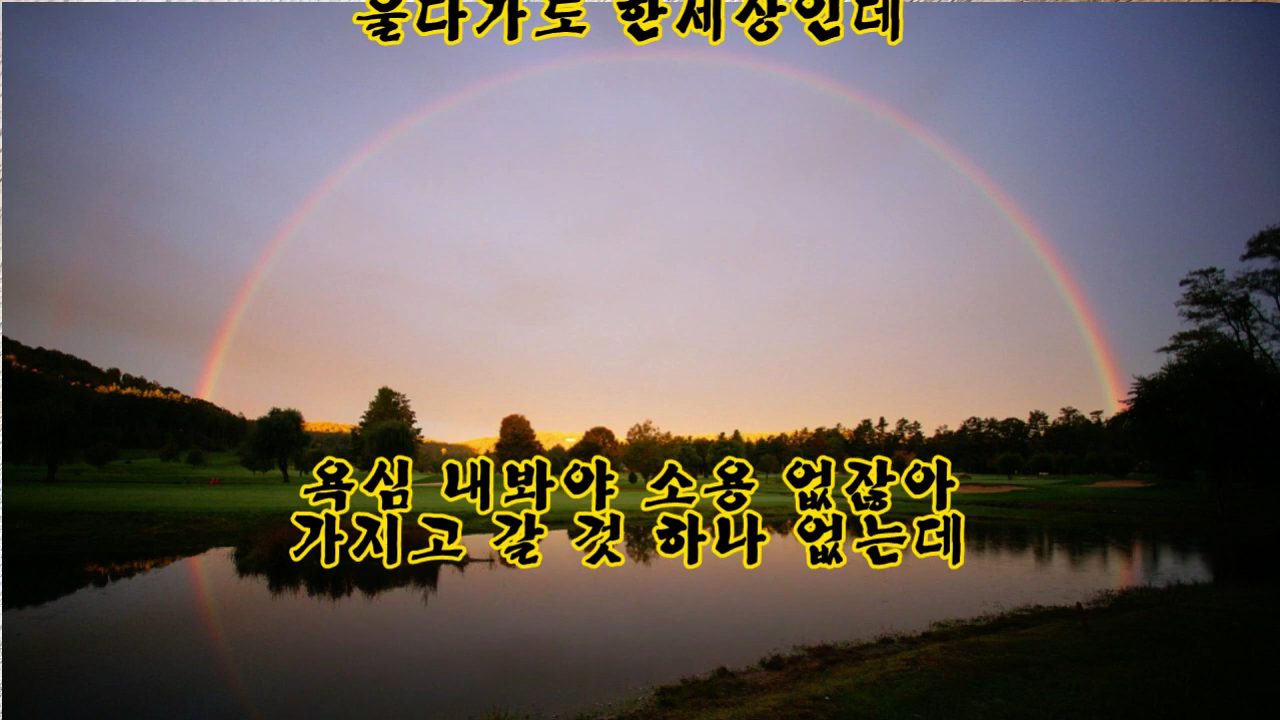 울다가도 한세상인데
욕심 내봐야 소용 없잖아
가지고 갈 것 하나 없는데